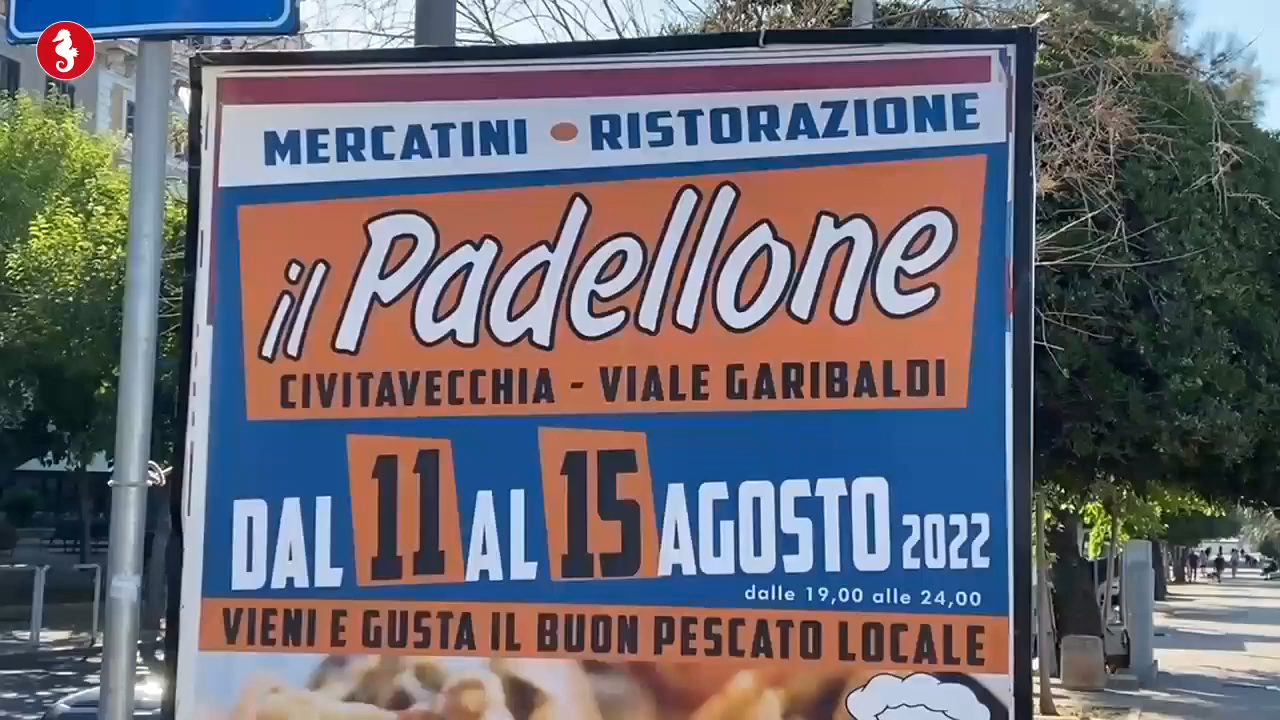 MERCATINI • RISTORAZIONE
il Padellone
CIVITAVECCHIA - VIALE GARIBALDI
DAL 11 AL 15 AGOSTO 2022
dalle 19,00 alle 24,00
VIENI E GUSTA IL BUON PESCATO LOCALE